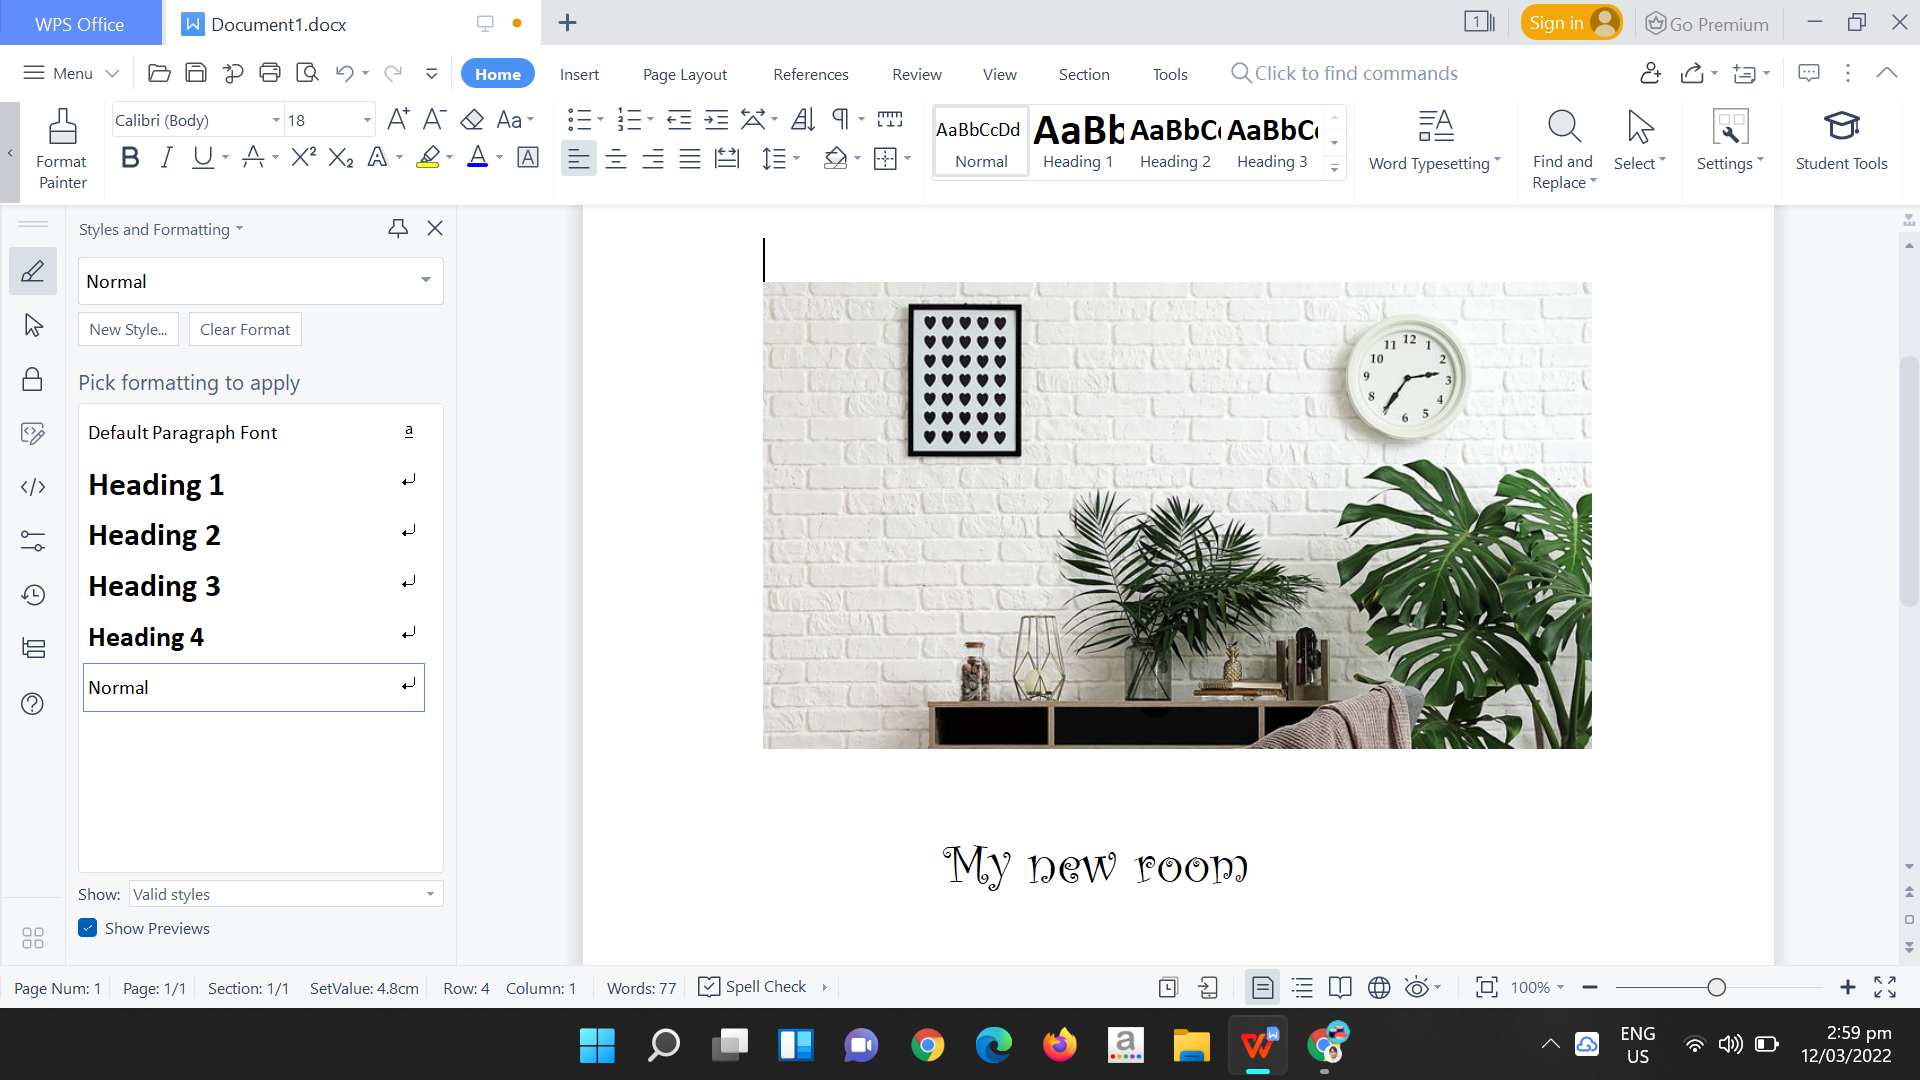 WPS Office
Document1.docx
1
Sign in
Go Premium
Menu
Home
Insert
Page Layout
References
Review
View
Section
Tools
Click to find commands
Format Painter
Calibri (Body)
18
AaBbCcDd
Normal
AaBb
Heading 1
AaBbC
Heading 2
AaBbC
Heading 3
Word Typesetting
Find and Replace
Select
Settings
Student Tools
Styles and Formatting
Normal
New Style...
Clear Format
Pick formatting to apply
Default Paragraph Font
a
Heading 1
Heading 2
Heading 3
Heading 4
Normal
Show:
Valid styles
Show Previews
12
1
2
3
4
5
6
8
9
10
11
My new room
Page Num: 1
Page: 1/1
Section: 1/1
SetValue: 4.8cm
Row: 4
Column: 1
Words: 77
Spell Check
100%
ENG
US
2:59 pm
12/03/2022